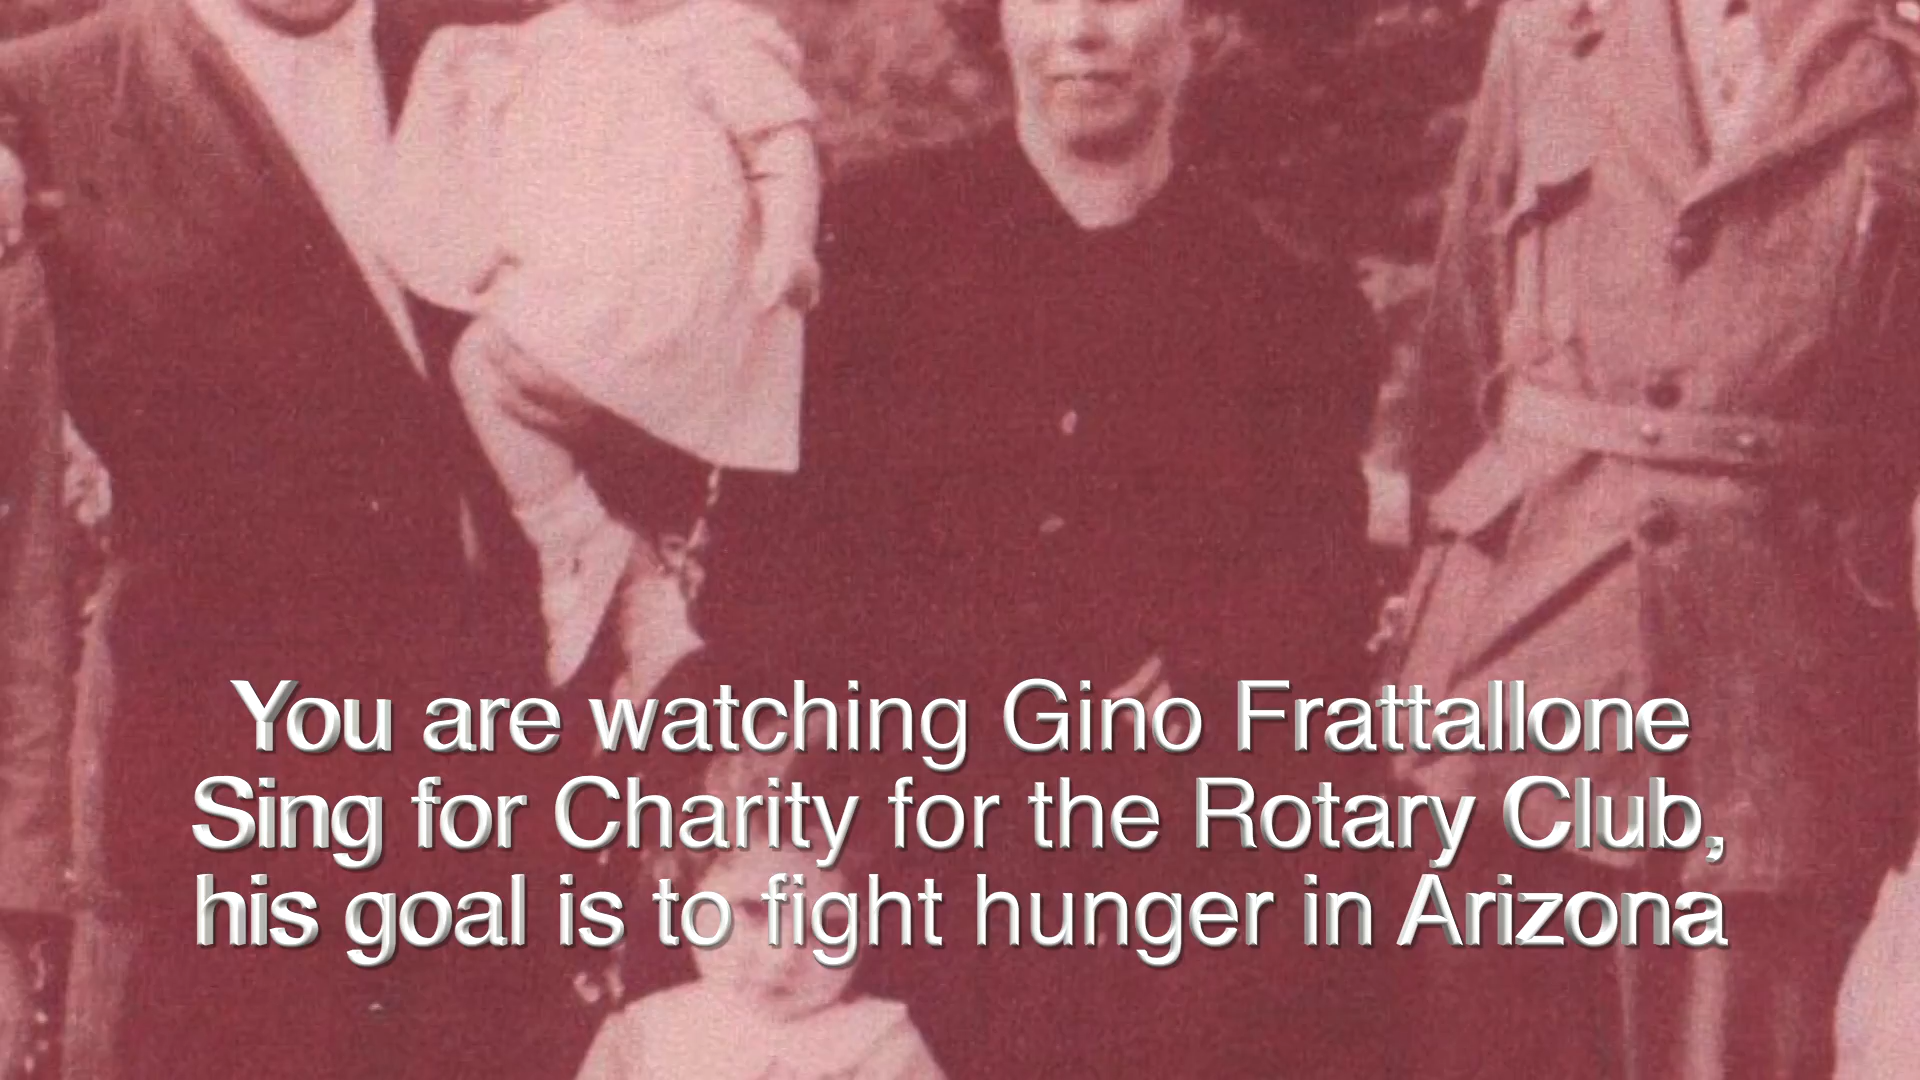 You are watching Gino Frattallone
Sing for Charity for the Rotary Club,
his goal is to fight hunger in Arizona